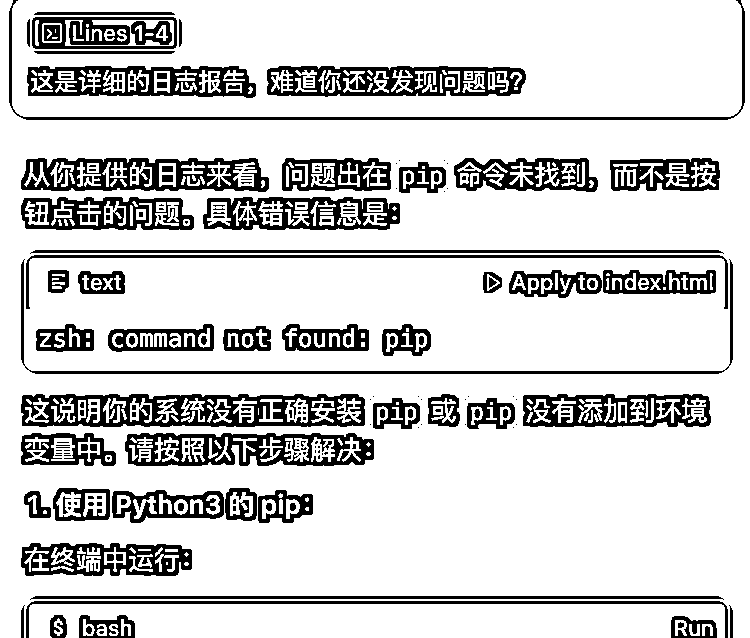 Lines 1-4
这是详细的日志报告，难道你还没发现问题吗？
从你提供的日志来看，问题出在 pip 命令未找到，而不是按
钮点击的问题。具体错误信息是：
text
Apply to index.html
zsh: command not found: pip
这说明你的系统没有正确安装 pip 或 pip 没有添加到环境
变量中。请按照以下步骤解决：
1. 使用 Python3 的 pip：
在终端中运行：
$ bash
Run